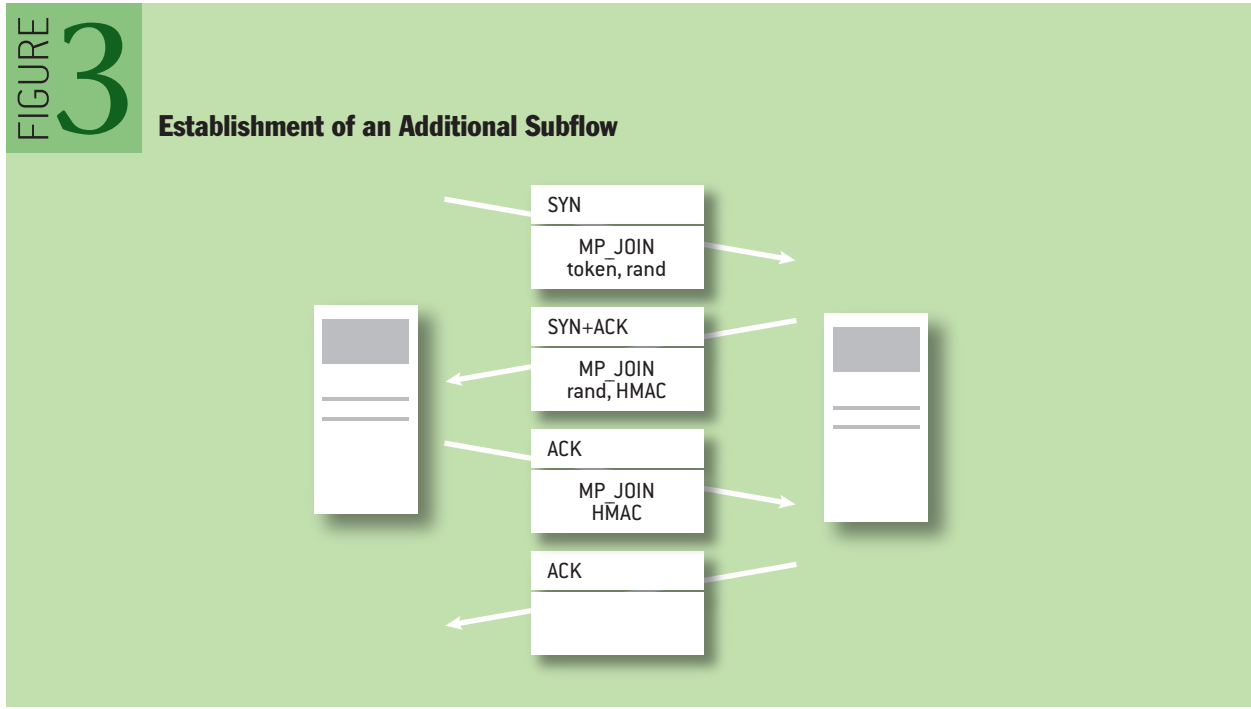 FIGURE
3
Establishment of an Additional Subflow
SYN
MP_JOIN
token, rand
SYN+ACK
MP_JOIN
rand, HMAC
ACK
MP_JOIN
HMAC
ACK